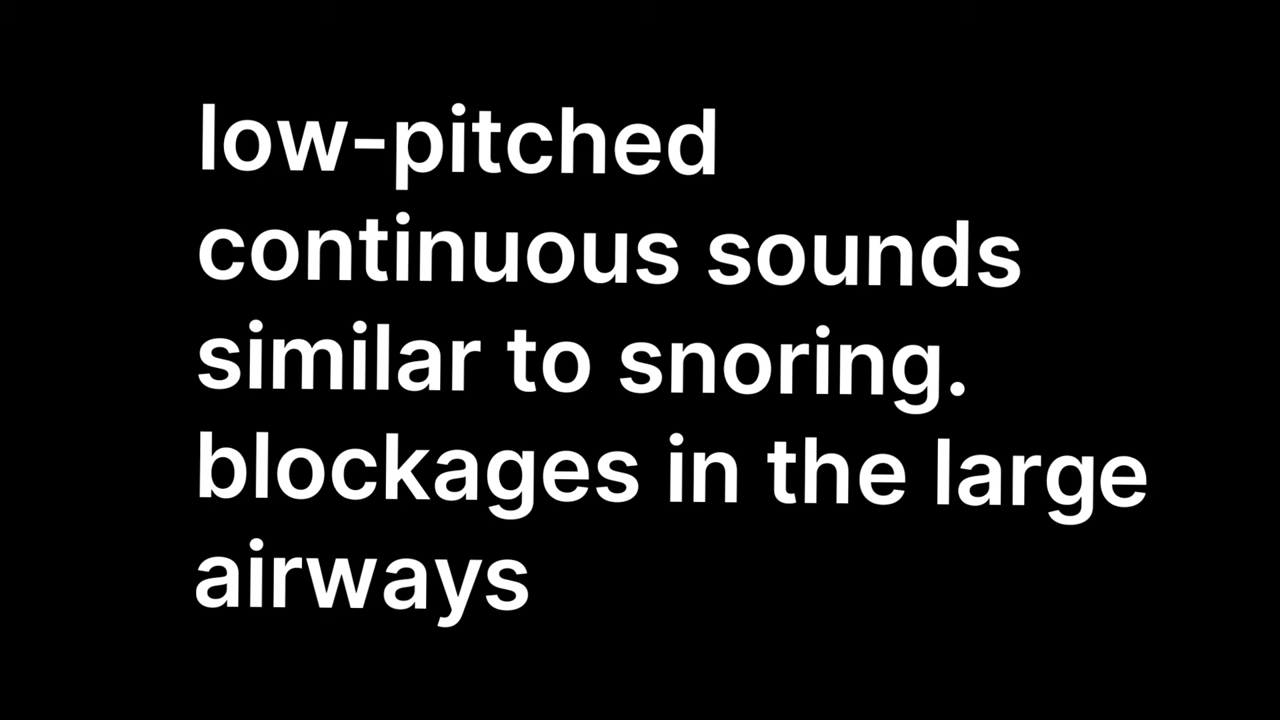 low-pitched
continuous sounds
similar to snoring.
blockages in the large
airways